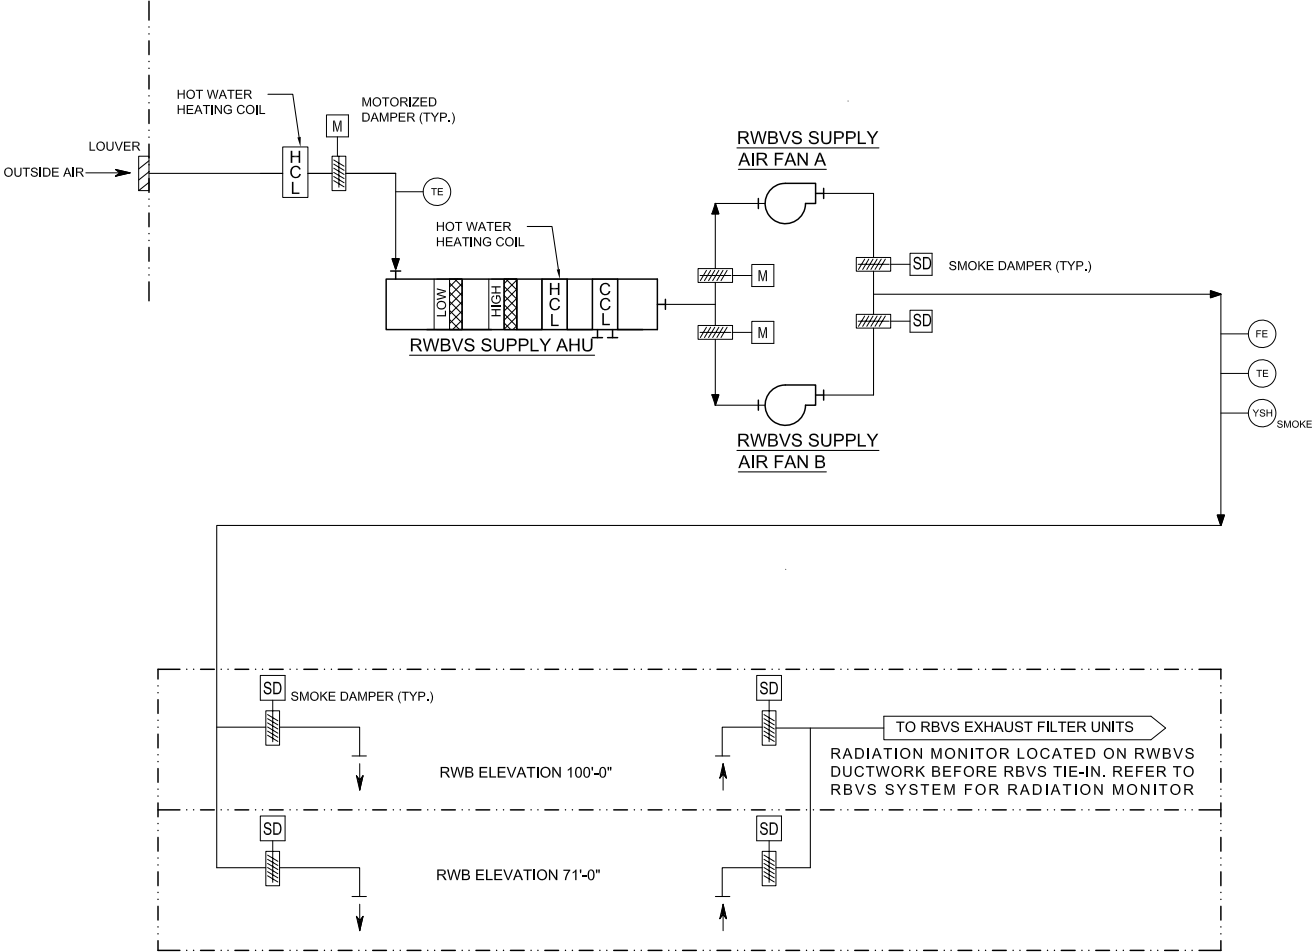 HOT WATER
HEATING COIL
MOTORIZED
DAMPER (TYP.)
M
LOUVER
OUTSIDE AIR
HCL
TE
RWBVS SUPPLY
AIR FAN A
HOT WATER
HEATING COIL
LOW
HIGH
HCL
CCL
RWBVS SUPPLY AHU
M
M
SD
SMOKE DAMPER (TYP.)
SD
RWBVS SUPPLY
AIR FAN B
FE
TE
YSH
SMOKE
SD
SMOKE DAMPER (TYP.)
SD
TO RBVS EXHAUST FILTER UNITS
RWB ELEVATION 100'-0"
RADIATION MONITOR LOCATED ON RWBVS
DUCTWORK BEFORE RBVS TIE-IN. REFER TO
RBVS SYSTEM FOR RADIATION MONITOR
SD
SD
RWB ELEVATION 71'-0"